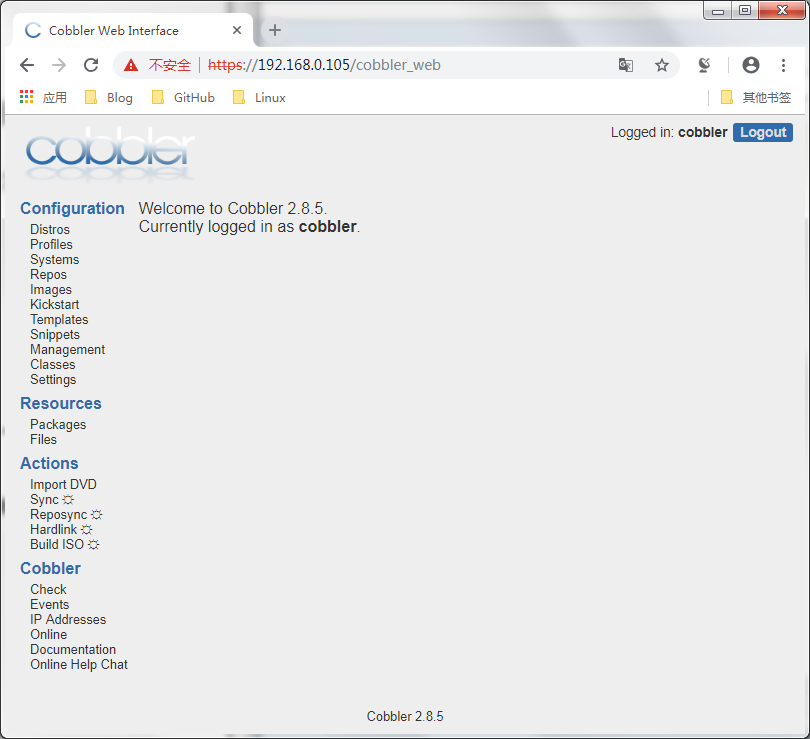 Cobbler Web Interface
不安全 https://192.168.0.105/cobbler_web
应用 Blog GitHub Linux 其他书签
cobbler
Logged in: cobbler Logout
Configuration
Distros
Profiles
Systems
Repos
Images
Kickstart
Templates
Snippets
Management
Classes
Settings
Resources
Packages
Files
Actions
Import DVD
Sync
Reposync
Hardlink
Build ISO
Cobbler
Check
Events
IP Addresses
Online
Documentation
Online Help Chat
Welcome to Cobbler 2.8.5.
Currently logged in as cobbler.
Cobbler 2.8.5